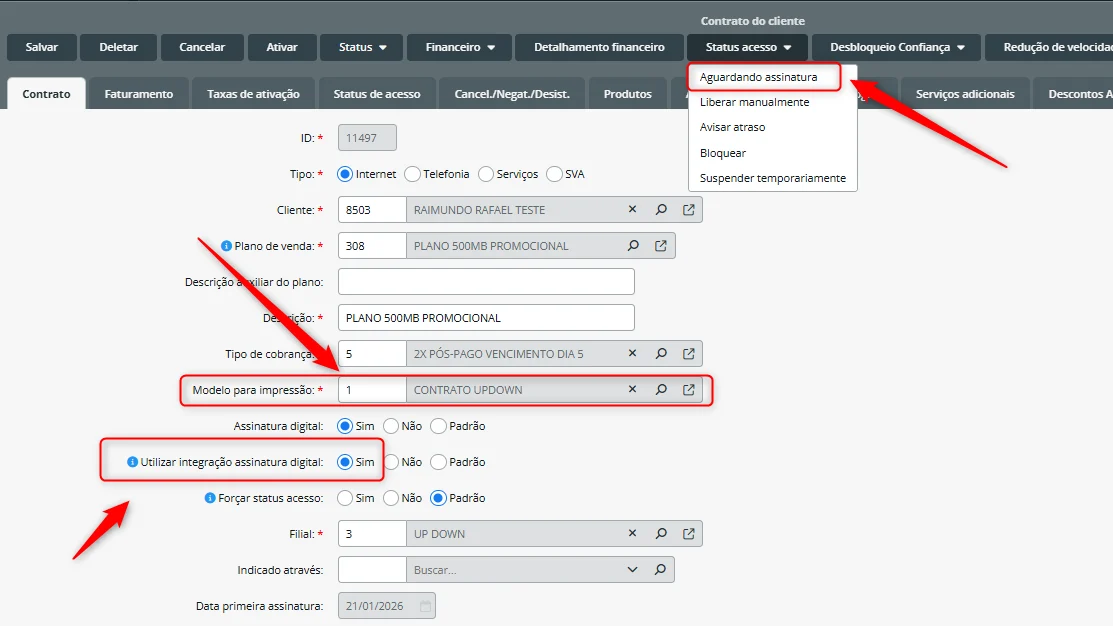 Contrato do cliente
Salvar Deletar Cancelar Ativar Status Financeiro Detalhamento financeiro Status acesso Desbloqueio Confiança Redução de velocida
Contrato Faturamento Taxas de ativação Status de acesso Cancel./Negat./Desist. Produtos Serviços adicionais Descontos A
Aguardando assinatura
Liberar manualmente
Avisar atraso
Bloquear
Suspender temporariamente
ID: * 11497
Tipo: * Internet Telefonia Serviços SVA
Cliente: * 8503 RAIMUNDO RAFAEL TESTE
Plano de venda: * 308 PLANO 500MB PROMOCIONAL
Descrição auxiliar do plano:
Descrição: * PLANO 500MB PROMOCIONAL
Tipo de cobrança: 5 2X PÓS-PAGO VENCIMENTO DIA 5
Modelo para impressão: * 1 CONTRATO UPDOWN
Assinatura digital: Sim Não Padrão
Utilizar integração assinatura digital: Sim Não Padrão
Forçar status acesso: Sim Não Padrão
Filial: * 3 UP DOWN
Indicado através: Buscar...
Data primeira assinatura: 21/01/2026